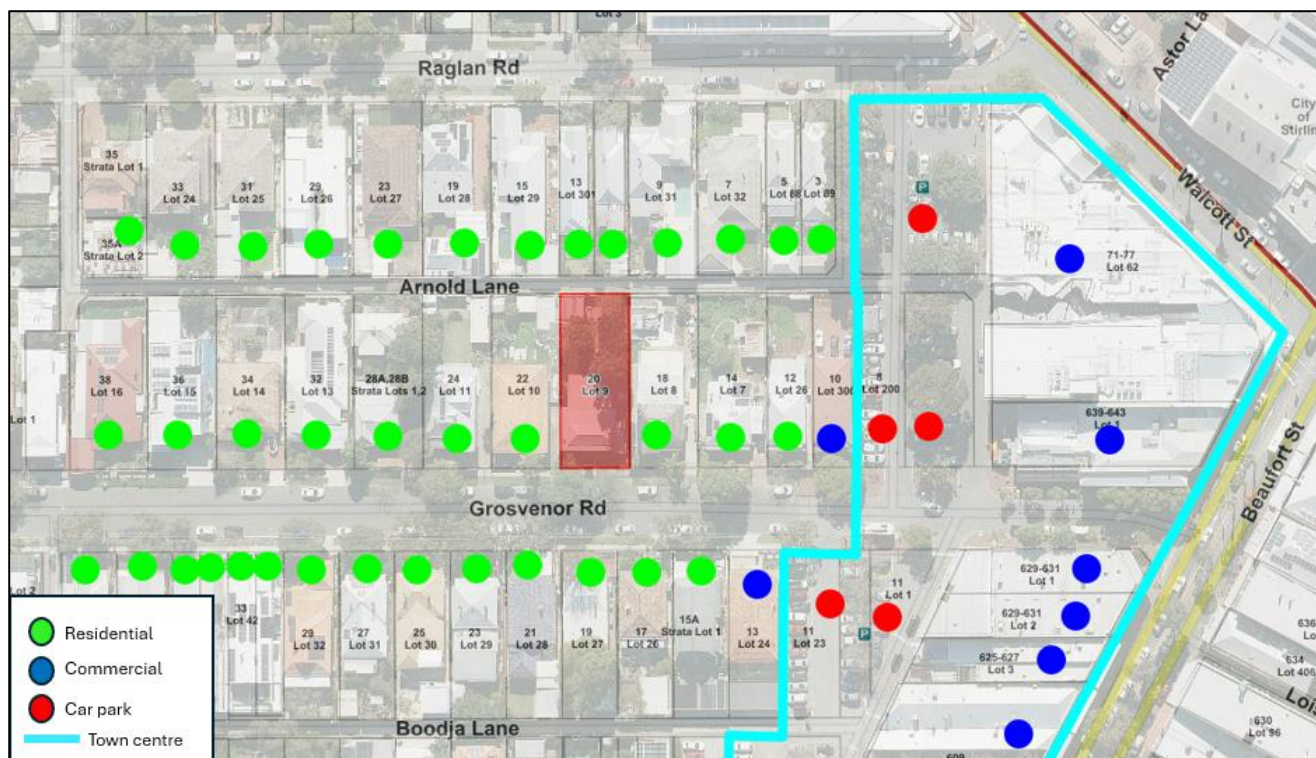 Lot 3
Raglan Rd
Astor La
City
of
Stirlin
Walcott St
35
Strata Lot 1
33
Lot 24
31
Lot 25
29
Lot 26
23
Lot 27
19
Lot 28
15
Lot 29
13
Lot 301
9
Lot 31
7
Lot 32
5
Lot 88
3
Lot 89
P
35A
Strata Lot 2
71-77
Lot 62
Arnold Lane
38
Lot 16
36
Lot 15
34
Lot 14
32
Lot 13
28A,28B
Strata Lots 1,2
24
Lot 11
22
Lot 10
20
Lot 9
18
Lot 8
14
Lot 7
12
Lot 26
10
Lot 300
8
Lot 200
Lot 1
639-643
Lot 1
Beaufort St
Grosvenor Rd
Lot 2
33
Lot 42
29
Lot 32
27
Lot 31
25
Lot 30
23
Lot 29
21
Lot 28
19
Lot 27
17
Lot 26
15A
Strata Lot 1
13
Lot 24
11
Lot 23
11
Lot 1
P
629-631
Lot 1
629-631
Lot 2
625-627
Lot 3
636
Lo
634
Lot 406
630
Lot 96
Lou
609
Boodja Lane
Residential
Commercial
Car park
Town centre